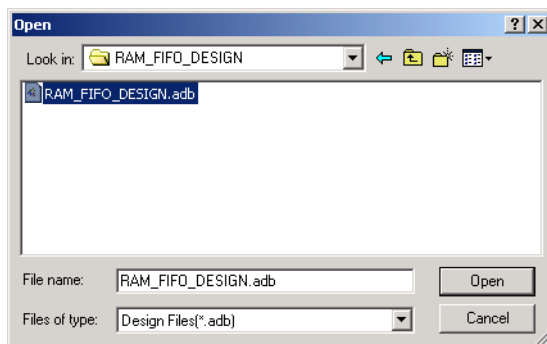 Open
Look in: RAM_FIFO_DESIGN
RAM_FIFO_DESIGN.adb
File name: RAM_FIFO_DESIGN.adb Open
Files of type: Design Files(*.adb) Cancel